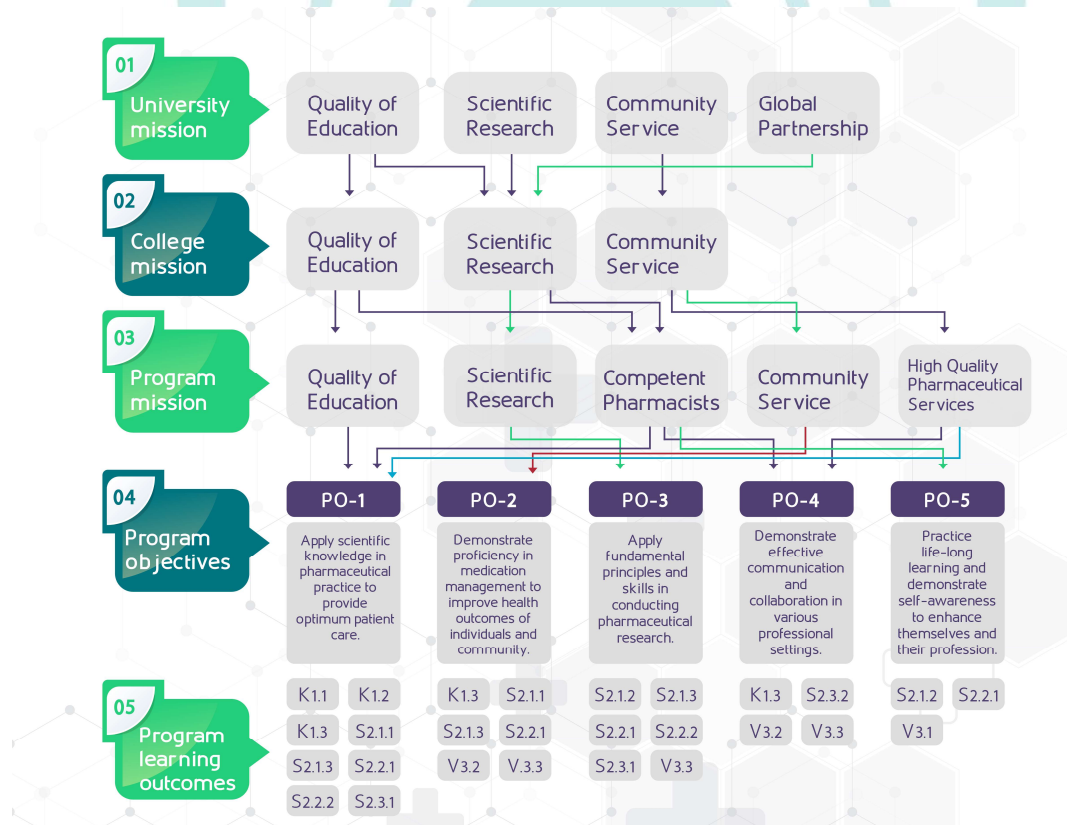 01
University
mission
Quality of
Education
Scientific
Research
Community
Service
Global
Partnership
02
College
mission
Quality of
Education
Scientific
Research
Community
Service
03
Program
mission
Quality of
Education
Scientific
Research
Competent
Pharmacists
Community
Service
High Quality
Pharmaceutical
Services
04
Program
objectives
PO-1
Apply scientific
knowledge in
pharmaceutical
practice to
provide
optimum patient
care.
PO-2
Demonstrate
proficiency in
medication
management to
improve health
outcomes of
individuals and
community.
PO-3
Apply
fundamental
principles and
skills in
conducting
pharmaceutical
research.
PO-4
Demonstrate
effective
communication
and
collaboration in
various
professional
settings.
PO-5
Practice
life-long
learning and
demonstrate
self-awareness
to enhance
themselves and
their profession.
05
Program
learning
outcomes
K1.1 K1.2
K1.3 S2.1.1
S2.1.3 S2.2.1
S2.2.2 S2.3.1
K1.3 S2.1.1
S2.1.3 S2.2.1
V3.2 V.3.3
S2.1.2 S2.1.3
S2.2.1 S2.2.2
S2.3.1 V3.3
K1.3 S2.3.2
V3.2 V3.3
S2.1.2 S2.2.1
V3.1